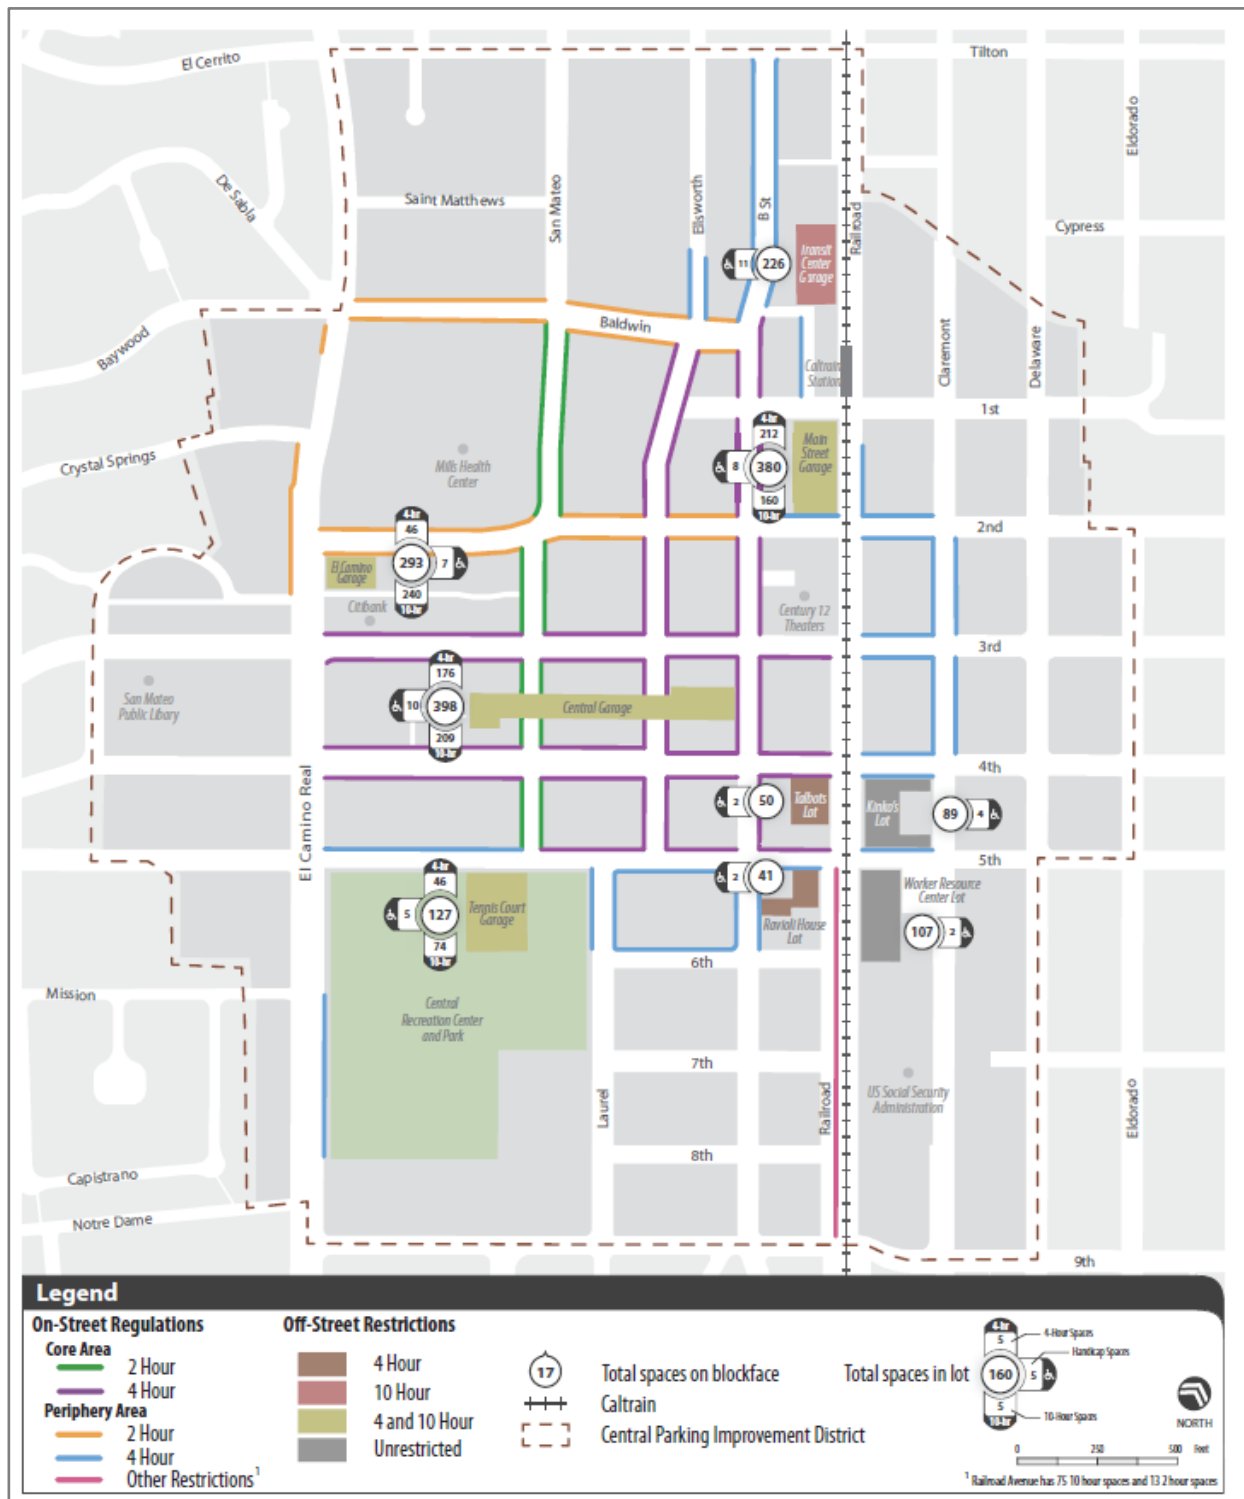 El Cerrito
Tilton
Eldorado
De Sabla
Saint Matthews
San Mateo
Ellsworth
B St
Railroad
Cypress
11
226
Transit
Center
Garage
Baywood
Baldwin
Claremont
Delaware
Caltrain
Station
1st
Crystal Springs
Mills Health
Center
4-hr
212
8
380
160
10-hr
Main
Street
Garage
2nd
4-hr
46
293
7
240
10-hr
El Camino
Garage
Citibank
Century 12
Theaters
3rd
San Mateo
Public Libary
4-hr
176
10
398
209
10-hr
Central Garage
4th
El Camino Real
2
50
Talbots
Lot
Kinko's
Lot
89
4
5th
4-hr
46
5
127
74
10-hr
Tennis Court
Garage
2
41
Ravioli House
Lot
Worker Resource
Center Lot
107
2
6th
Mission
Central
Recreation Center
and Park
7th
Laurel
Railroad
US Social Security
Administration
Eldorado
8th
Capistrano
Notre Dame
9th
Legend
On-Street Regulations
Core Area
2 Hour
4 Hour
Periphery Area
2 Hour
4 Hour
Other Restrictions¹
Off-Street Restrictions
4 Hour
10 Hour
4 and 10 Hour
Unrestricted
17
Total spaces on blockface
Caltrain
Central Parking Improvement District
Total spaces in lot
4-hr
5
160
5
5
10-hr
4-Hour Spaces
Handicap Spaces
10-Hour Spaces
NORTH
0 250 500 Feet
¹ Railroad Avenue has 75 10 hour spaces and 13 2 hour spaces